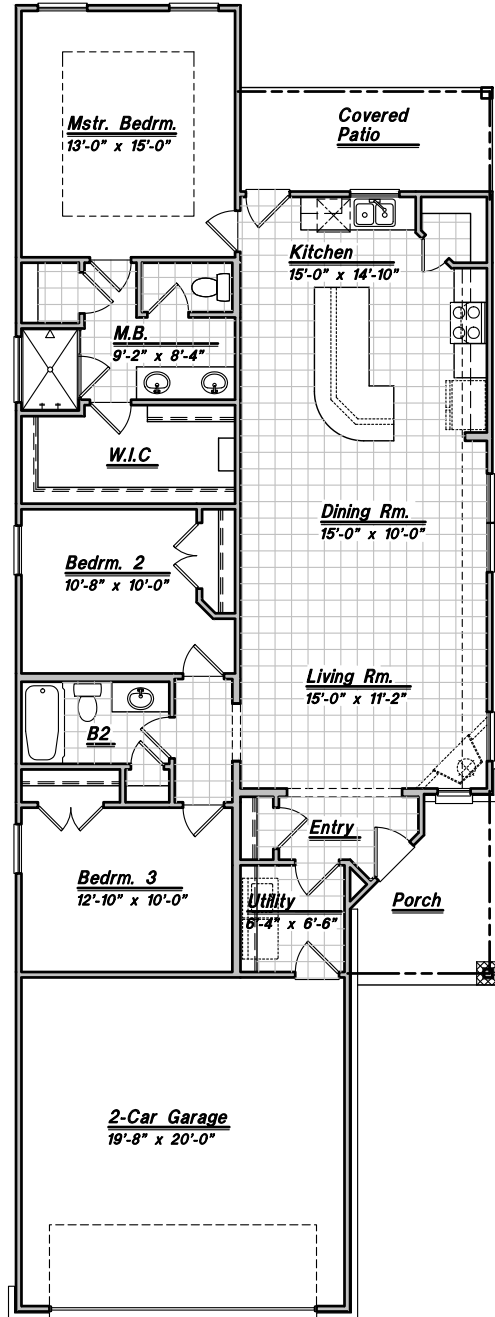 Mstr. Bedrm.
13'-0" x 15'-0"
Covered
Patio
Kitchen
15'-0" x 14'-10"
M.B.
9'-2" x 8'-4"
W.I.C
Dining Rm.
15'-0" x 10'-0"
Bedrm. 2
10'-8" x 10'-0"
Living Rm.
15'-0" x 11'-2"
B2
Entry
Bedrm. 3
12'-10" x 10'-0"
Utility
6'-4" x 6'-6"
Porch
2-Car Garage
19'-8" x 20'-0"